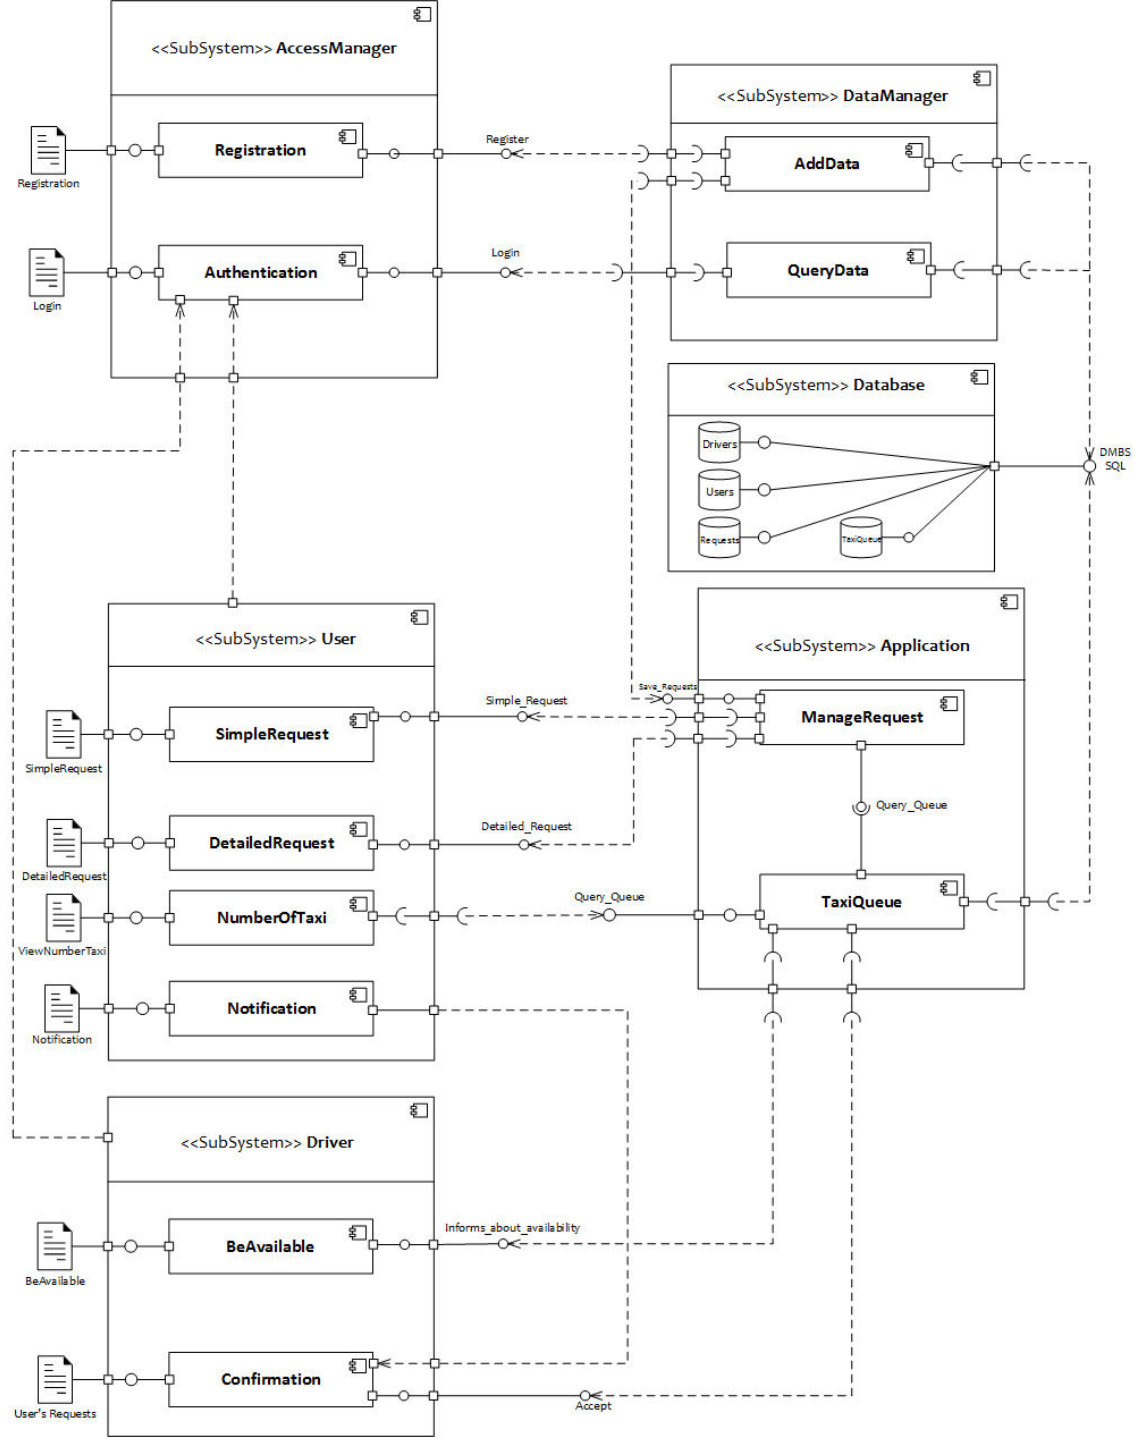 <<SubSystem>> AccessManager
Registration
Registration
Register
Login
Authentication
Login
<<SubSystem>> DataManager
AddData
QueryData
<<SubSystem>> Database
Drivers
Users
Requests
TaxiQueue
DMBS
SQL
<<SubSystem>> User
SimpleRequest
SimpleRequest
Simple_Request
DetailedRequest
DetailedRequest
Detailed_Request
ViewNumberTaxi
NumberOfTaxi
Query_Queue
Notification
Notification
<<SubSystem>> Application
Save_Requests
ManageRequest
Query_Queue
TaxiQueue
<<SubSystem>> Driver
BeAvailable
BeAvailable
Informs_about_availability
User's Requests
Confirmation
Accept